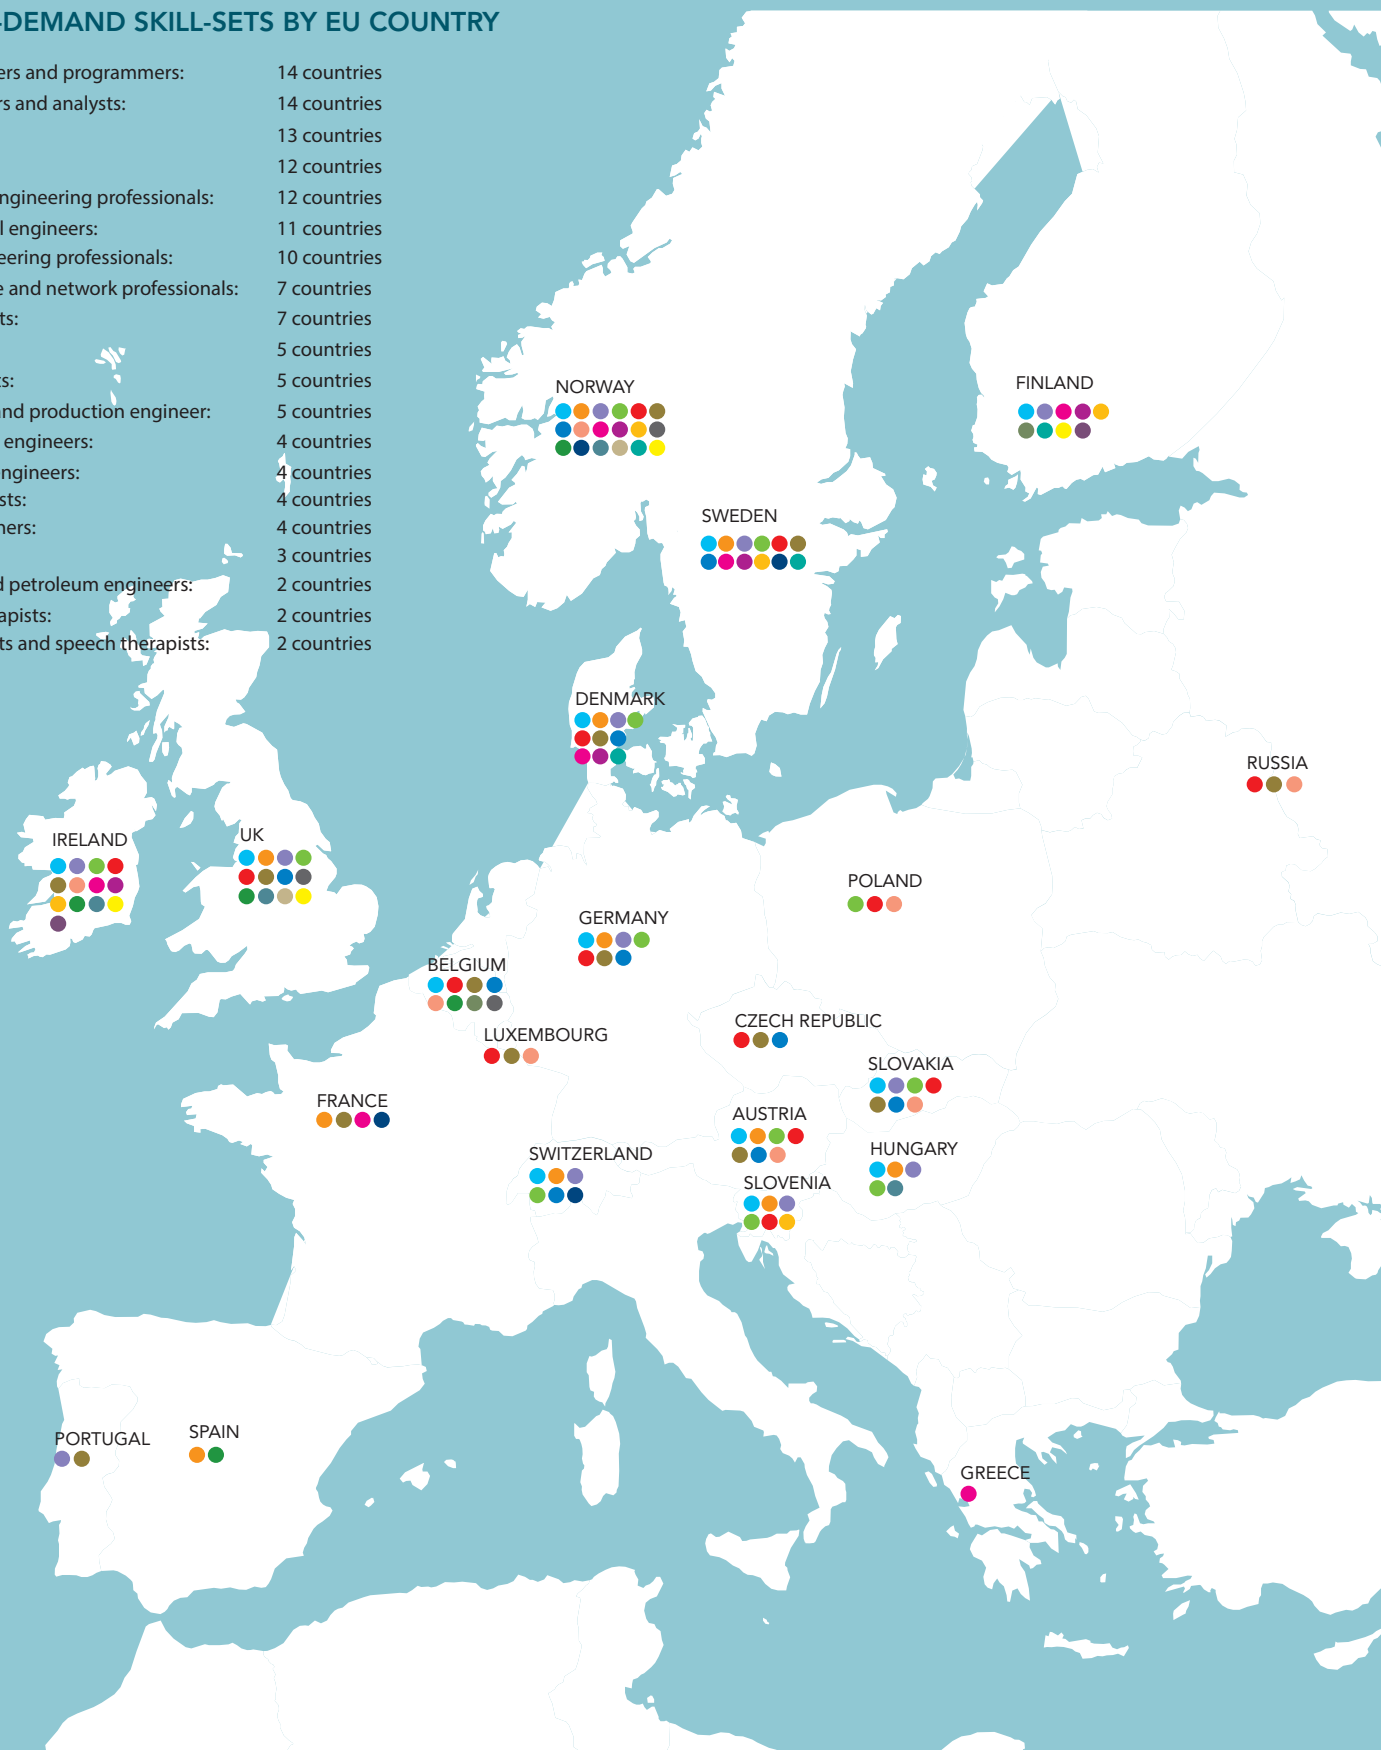 -DEMAND SKILL-SETS BY EU COUNTRY
ers and programmers: 14 countries
rs and analysts: 14 countries
13 countries
12 countries
ngineering professionals: 12 countries
l engineers: 11 countries
eering professionals: 10 countries
e and network professionals: 7 countries
ts: 7 countries
5 countries
ts: 5 countries
and production engineer: 5 countries
engineers: 4 countries
engineers: 4 countries
sts: 4 countries
ners: 4 countries
3 countries
d petroleum engineers: 2 countries
apists: 2 countries
ts and speech therapists: 2 countries
NORWAY
FINLAND
SWEDEN
DENMARK
RUSSIA
IRELAND
UK
POLAND
GERMANY
BELGIUM
LUXEMBOURG
CZECH REPUBLIC
SLOVAKIA
FRANCE
AUSTRIA
SWITZERLAND
HUNGARY
SLOVENIA
PORTUGAL
SPAIN
GREECE